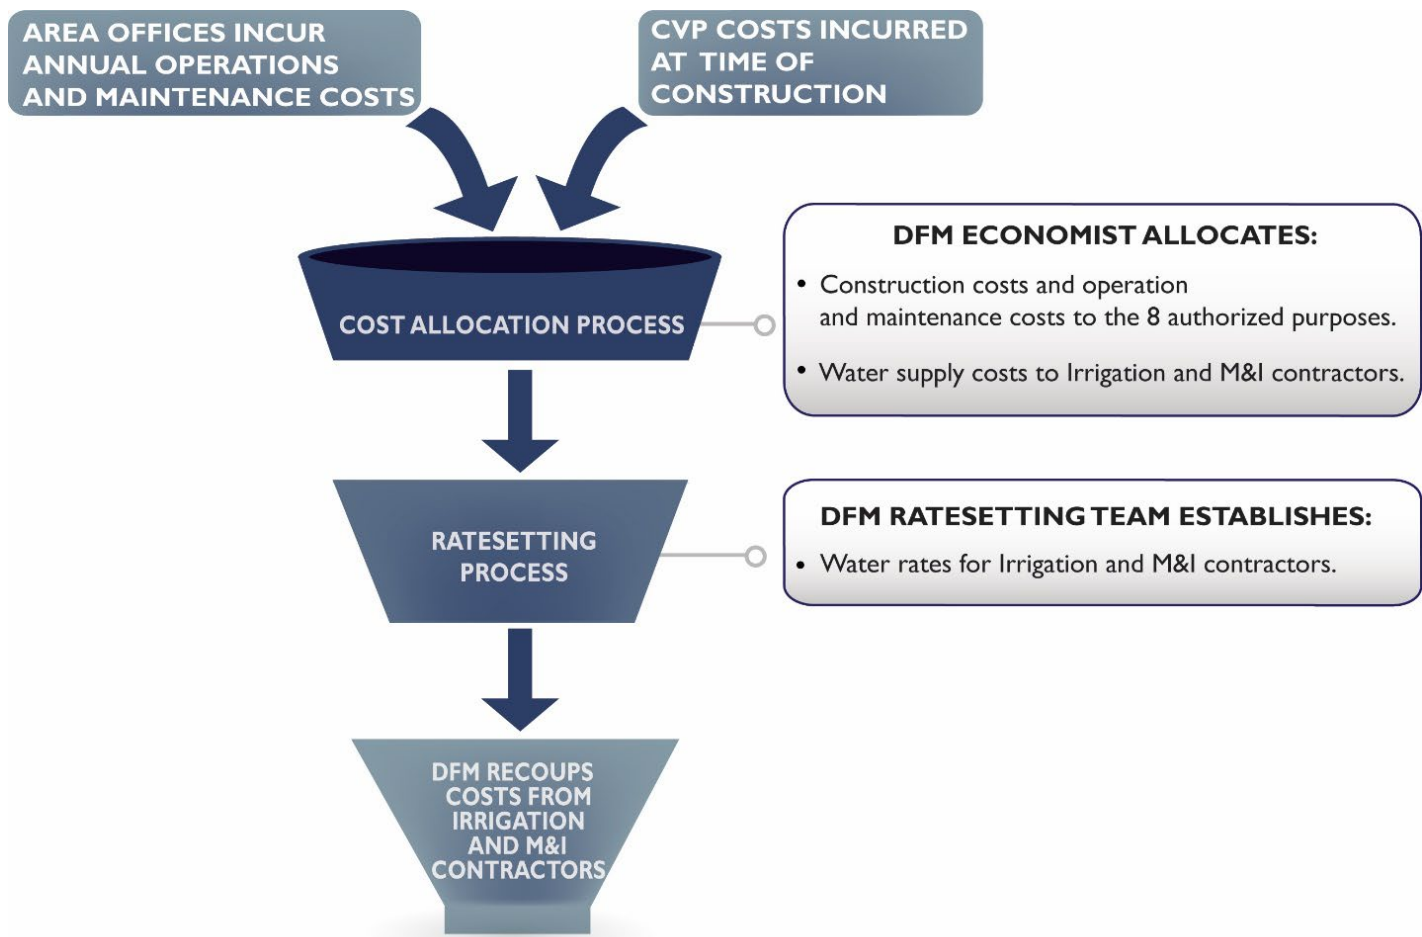 AREA OFFICES INCUR
ANNUAL OPERATIONS
AND MAINTENANCE COSTS
CVP COSTS INCURRED
AT TIME OF
CONSTRUCTION
COST ALLOCATION PROCESS
DFM ECONOMIST ALLOCATES:
• Construction costs and operation
and maintenance costs to the 8 authorized purposes.
• Water supply costs to Irrigation and M&I contractors.
RATESETTING
PROCESS
DFM RATESETTING TEAM ESTABLISHES:
• Water rates for Irrigation and M&I contractors.
DFM RECOUPS
COSTS FROM
IRRIGATION
AND M&I
CONTRACTORS